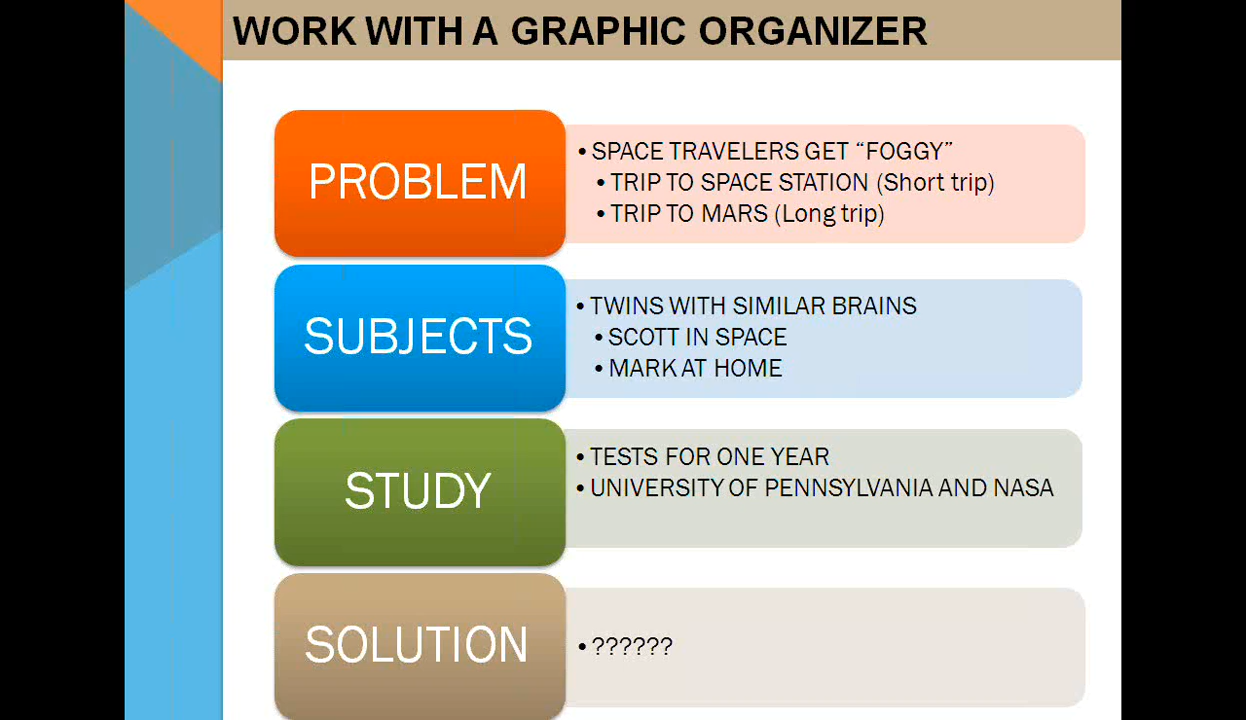 WORK WITH A GRAPHIC ORGANIZER
PROBLEM
• SPACE TRAVELERS GET “FOGGY”
• TRIP TO SPACE STATION (Short trip)
• TRIP TO MARS (Long trip)
SUBJECTS
• TWINS WITH SIMILAR BRAINS
• SCOTT IN SPACE
• MARK AT HOME
STUDY
• TESTS FOR ONE YEAR
• UNIVERSITY OF PENNSYLVANIA AND NASA
SOLUTION
• ??????